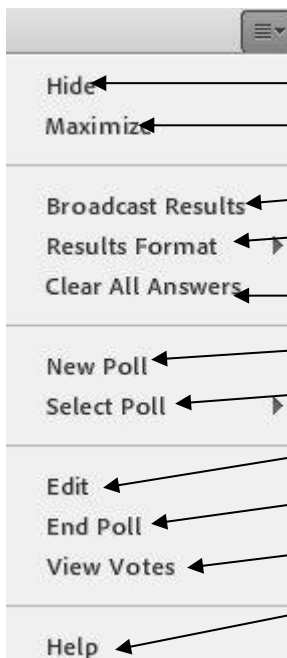 Hide
Maximize
Broadcast Results
Results Format
Clear All Answers
New Poll
Select Poll
Edit
End Poll
View Votes
Help